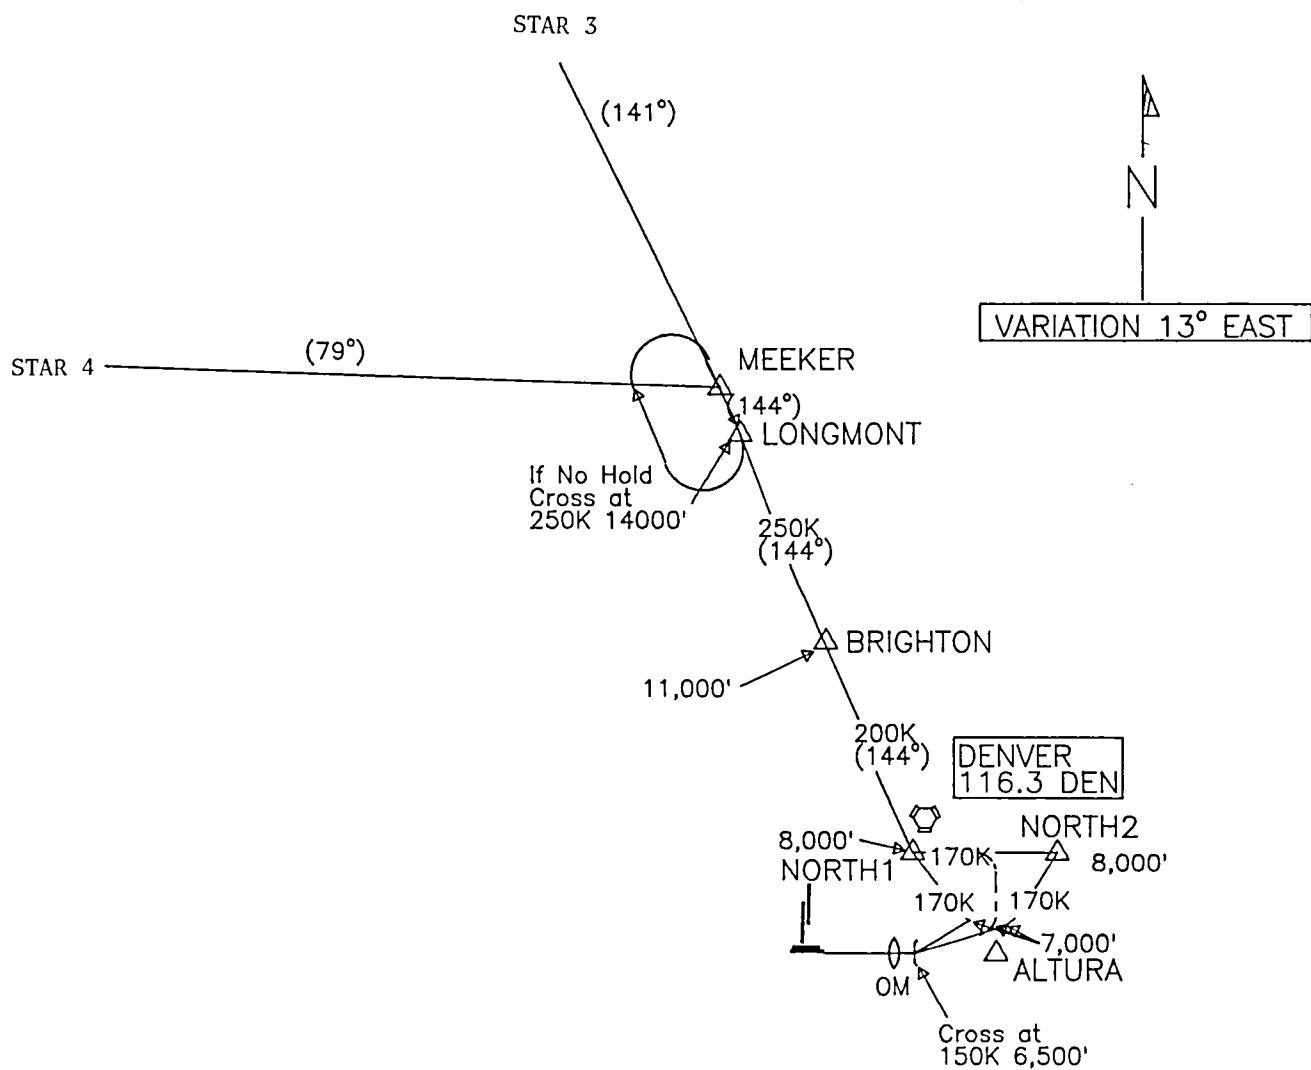 STAR 3
(141°)
N
VARIATION 13° EAST
(79°)
STAR 4
MEEKER
144°)
LONGMONT
If No Hold
Cross at
250K 14000'
250K
(144°)
BRIGHTON
11,000'
200K
(144°)
DENVER
116.3 DEN
NORTH2
8,000'
8,000'
170K
NORTH1
170K
170K
7,000'
ALTURA
OM
Cross at
150K 6,500'